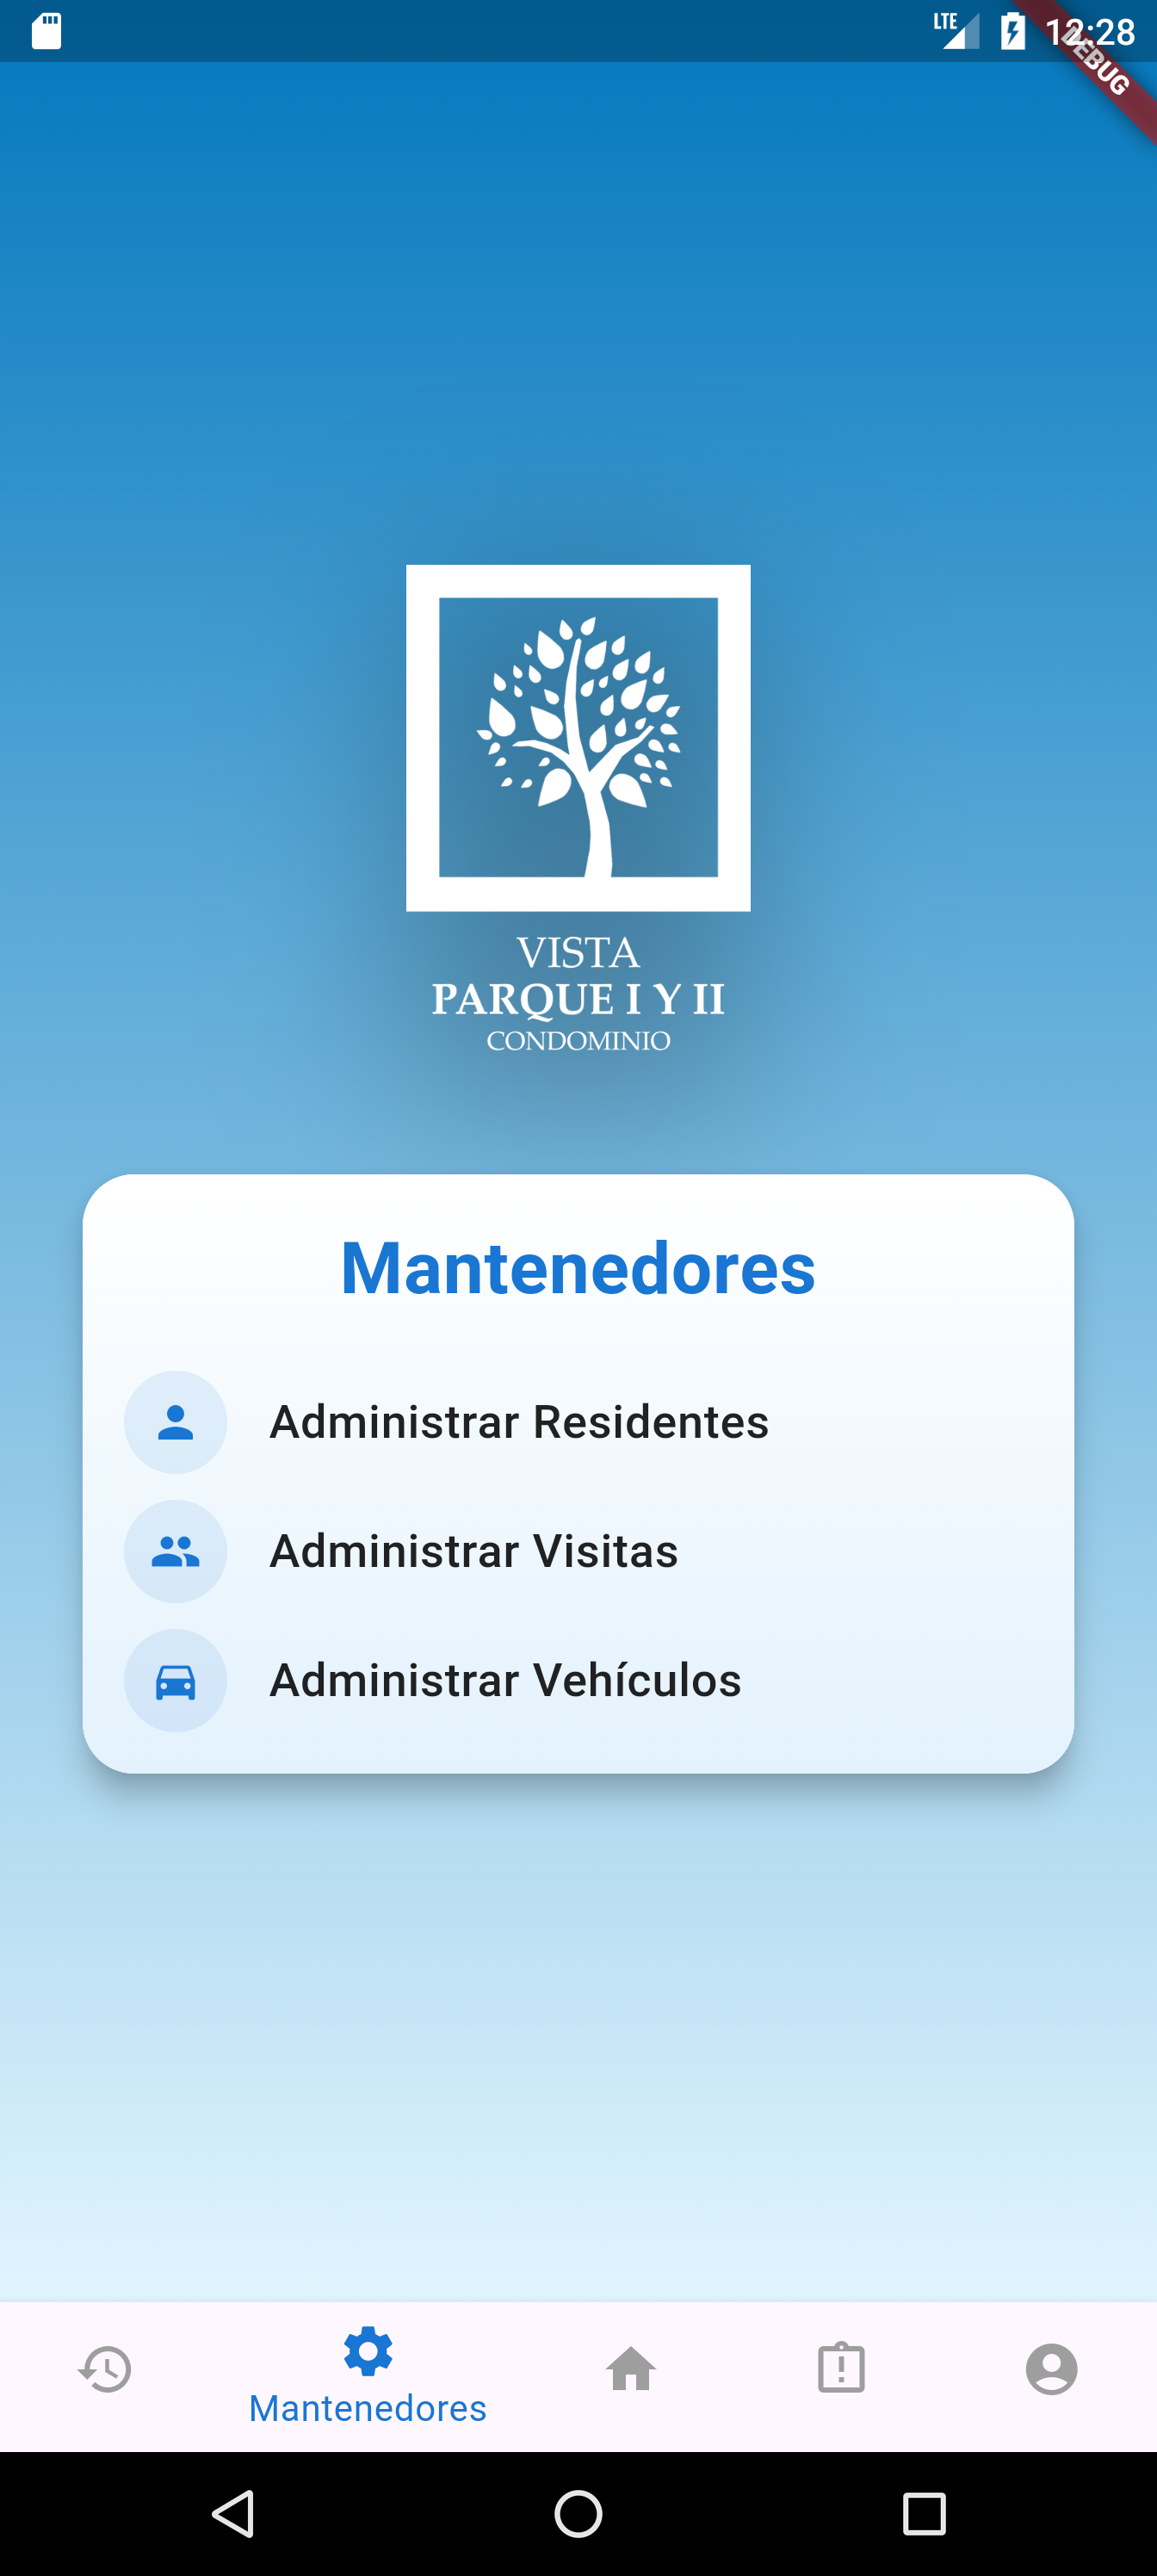 LTE 12:28
DEBUG
VISTA
PARQUE I Y II
CONDOMINIO
Mantenedores
Administrar Residentes
Administrar Visitas
Administrar Vehículos
Mantenedores